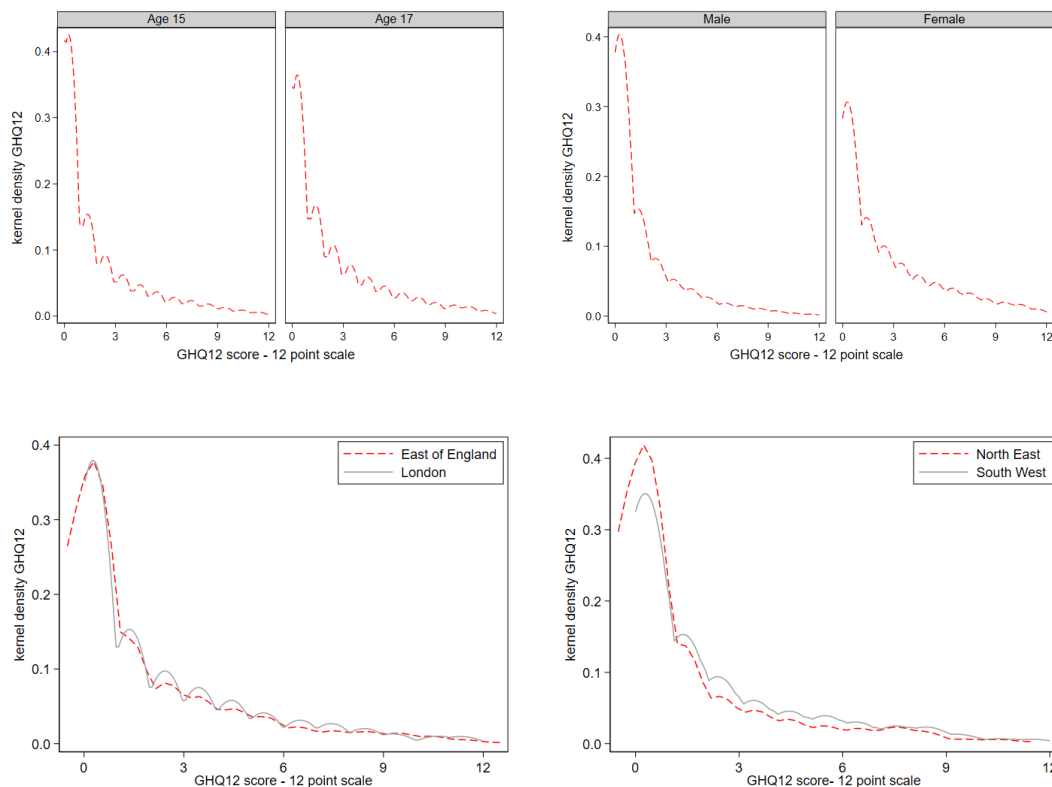 Age 15 Age 17
kernel density GHQ12
0.4
0.3
0.2
0.1
0.0
0 3 6 9 12 0 3 6 9 12
GHQ12 score - 12 point scale
Male Female
kernel density GHQ12
0.4
0.3
0.2
0.1
0.0
0 3 6 9 12 0 3 6 9 12
GHQ12 score - 12 point scale
East of England
London
kernel density GHQ12
0.4
0.3
0.2
0.1
0.0
0 3 6 9 12
GHQ12 score - 12 point scale
North East
South West
kernel density GHQ12
0.4
0.3
0.2
0.1
0.0
0 3 6 9 12
GHQ12 score- 12 point scale